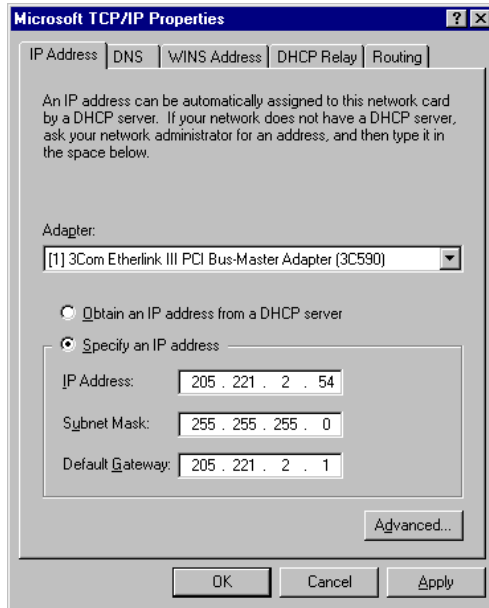 Microsoft TCP/IP Properties
IP Address DNS WINS Address DHCP Relay Routing
An IP address can be automatically assigned to this network card
by a DHCP server. If your network does not have a DHCP server,
ask your network administrator for an address, and then type it in
the space below.
Adapter:
[1] 3Com Etherlink III PCI Bus-Master Adapter (3C590)
Obtain an IP address from a DHCP server
Specify an IP address
IP Address: 205 . 221 . 2 . 54
Subnet Mask: 255 . 255 . 255 . 0
Default Gateway: 205 . 221 . 2 . 1
Advanced...
OK Cancel Apply